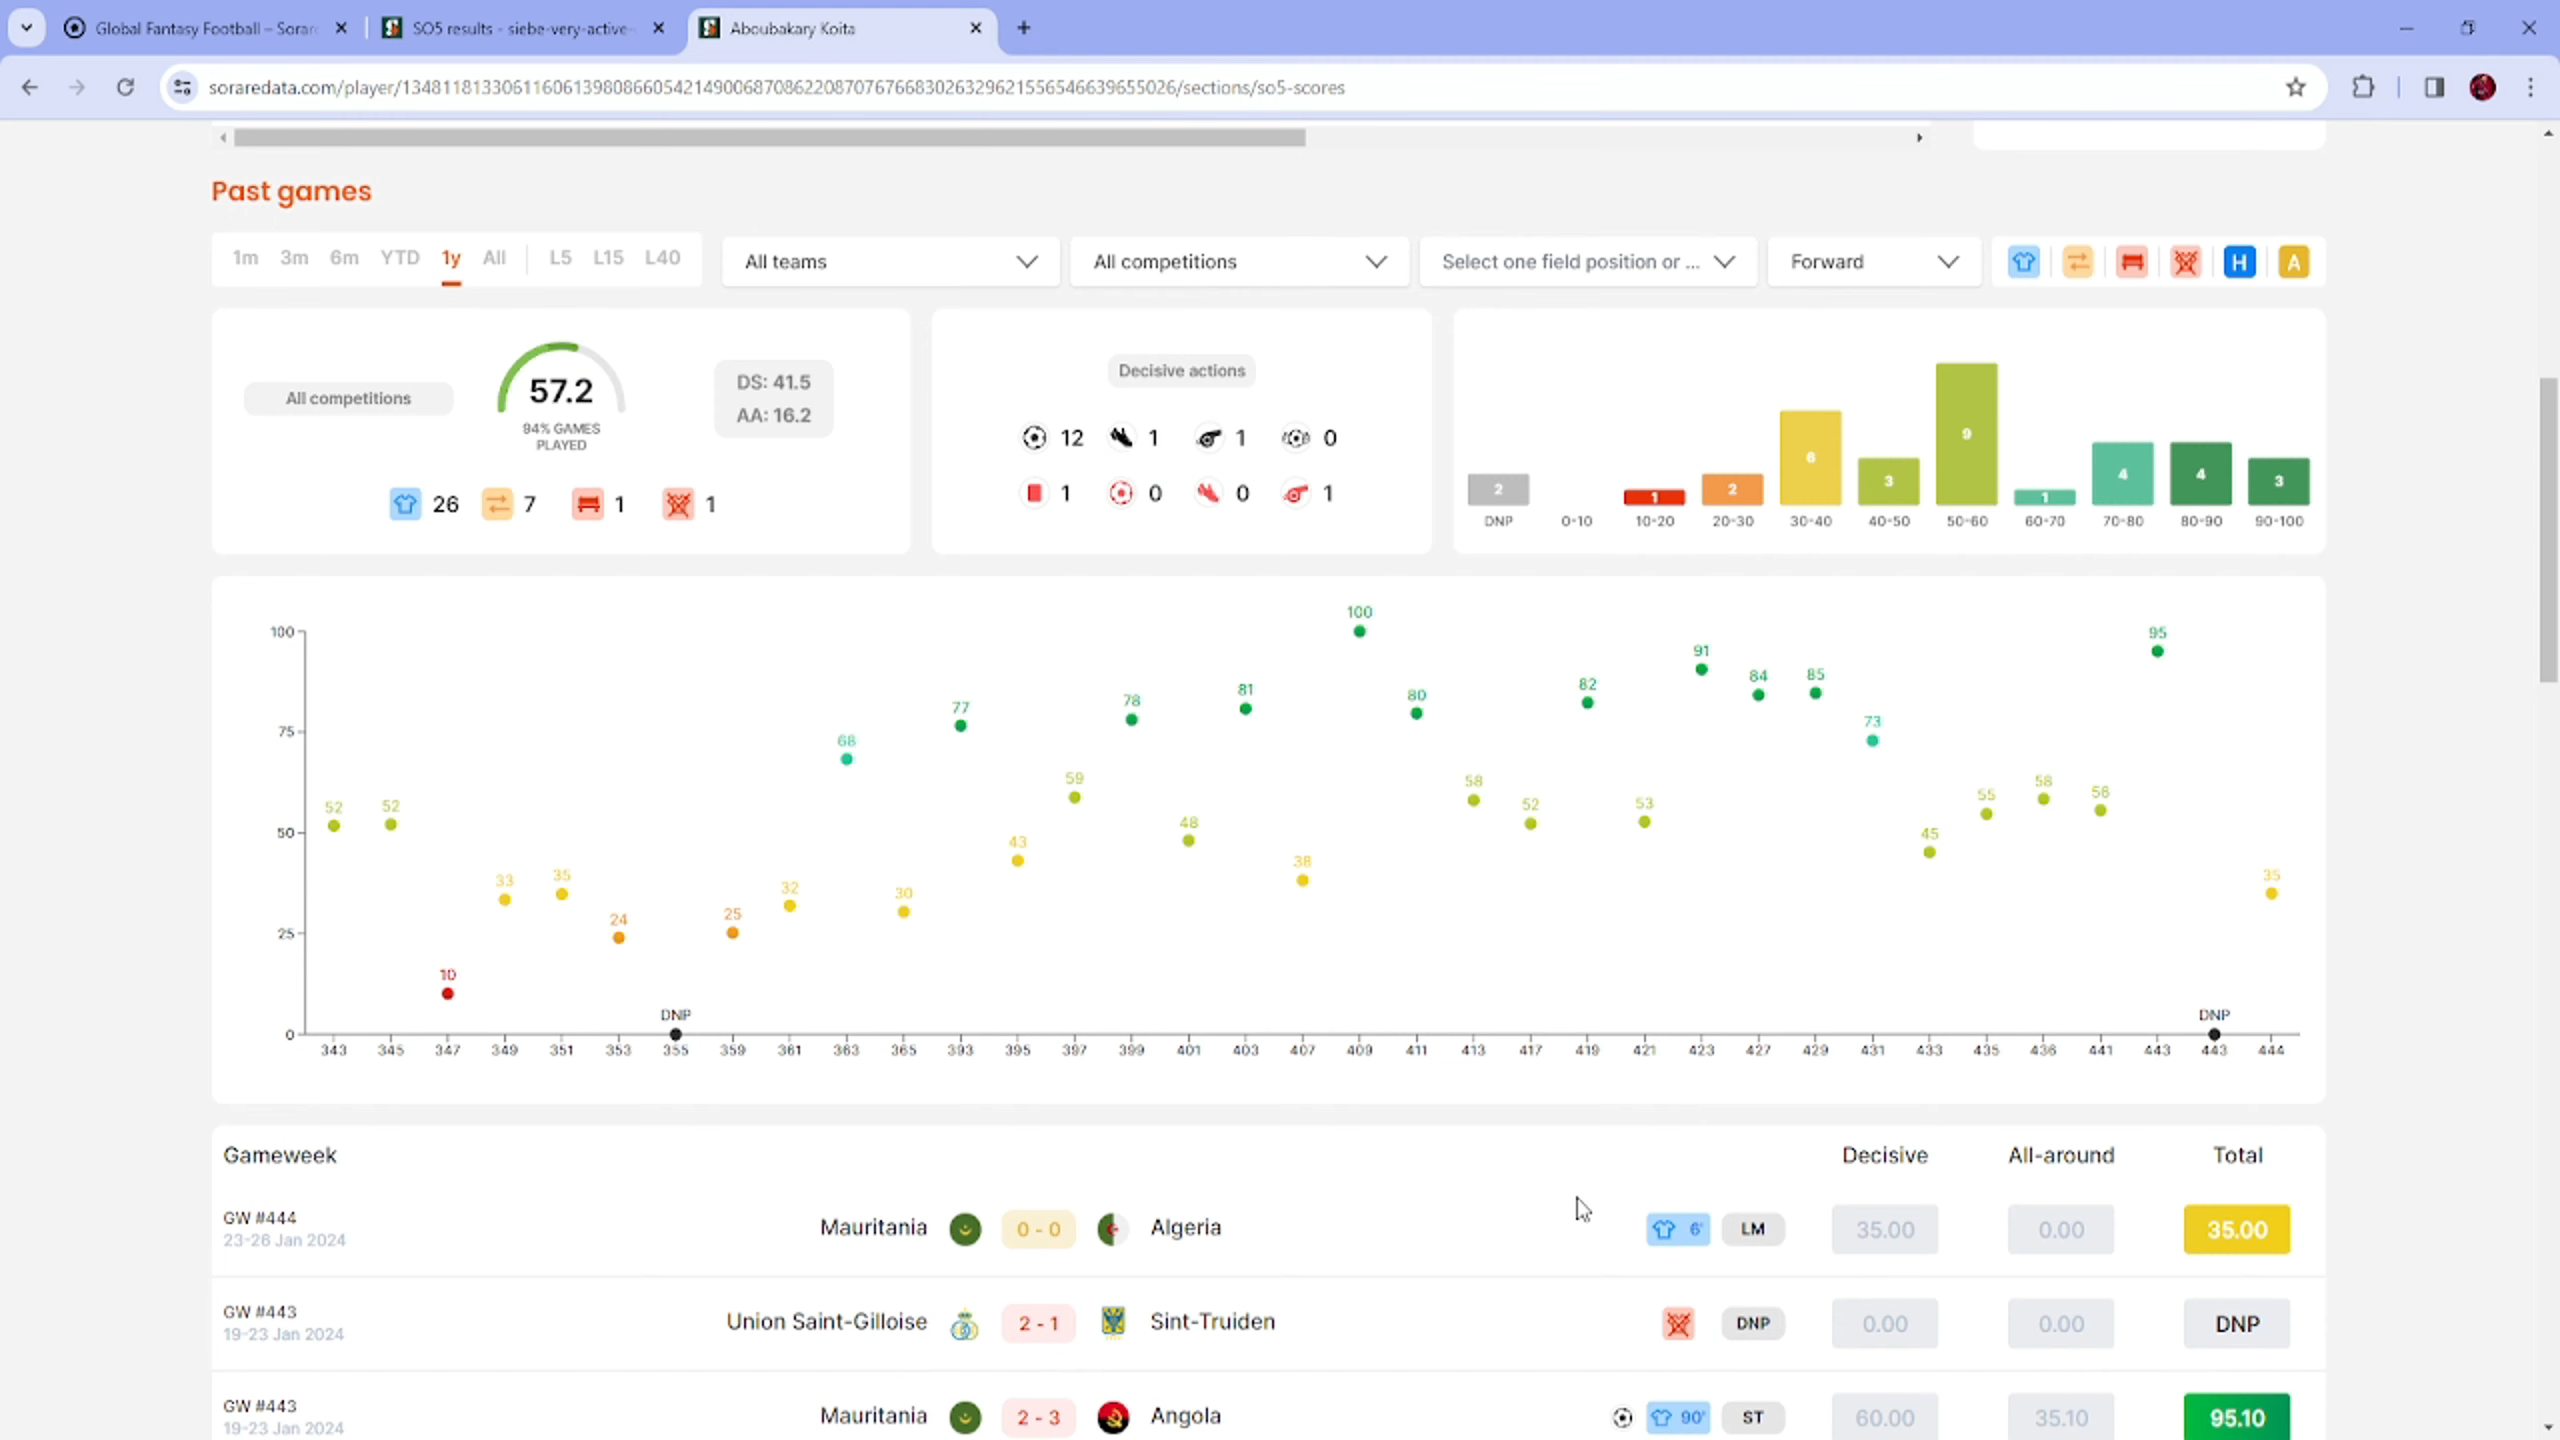 Global Fantasy Football – Sorar
SO5 results - siebe-very-active-
Aboubakary Koita
soraredata.com/player/13481181330611606139808660542149006870862208707676683026329621556546639655026/sections/so5-scores
Past games
1m 3m 6m YTD 1y All L5 L15 L40
All teams
All competitions
Select one field position or ...
Forward
H
A
All competitions
57.2
94% GAMES
PLAYED
DS: 41.5
AA: 16.2
26 7 1 1
Decisive actions
12 1 1 0
1 0 0 1
2 1 2 6 3 9 1 4 4 3
DNP 0-10 10-20 20-30 30-40 40-50 50-60 60-70 70-80 80-90 90-100
100
75
50
25
0
52 52 10 33 35 24 DNP 25 32 68 30 77 43 59 78 48 81 38 100 80 58 52 82 53 91 84 85 73 45 55 58 56 95 DNP 35
343 345 347 349 351 353 355 359 361 363 365 393 395 397 399 401 403 407 409 411 413 417 419 421 423 427 429 431 433 435 436 441 443 443 444
Gameweek Decisive All-around Total
GW #444
23-26 Jan 2024
Mauritania 0 - 0 Algeria 6' LM 35.00 0.00 35.00
GW #443
19-23 Jan 2024
Union Saint-Gilloise 2 - 1 Sint-Truiden DNP 0.00 0.00 DNP
GW #443
19-23 Jan 2024
Mauritania 2 - 3 Angola 90' ST 60.00 35.10 95.10